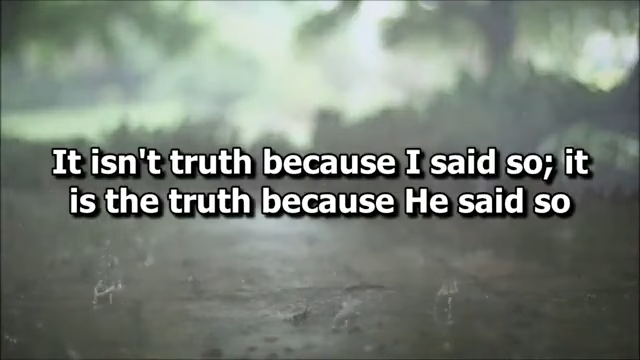 It isn't truth because I said so; it
is the truth because He said so